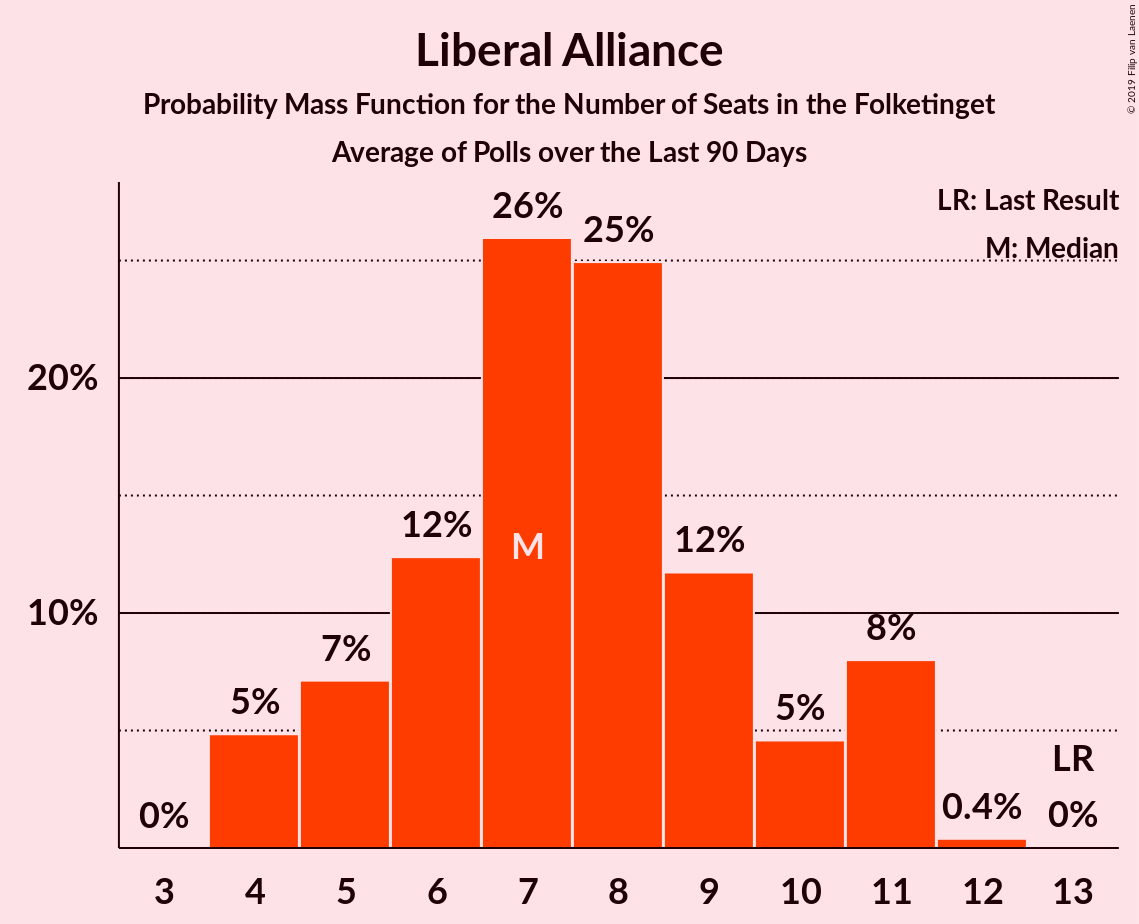 Liberal Alliance
Probability Mass Function for the Number of Seats in the Folketinget
Average of Polls over the Last 90 Days
© 2019 Filip van Laenen
LR: Last Result
M: Median
26%
25%
20%
12%
M
12%
10%
8%
7%
5%
5%
LR
0%
0.4%
0%
3 4 5 6 7 8 9 10 11 12 13